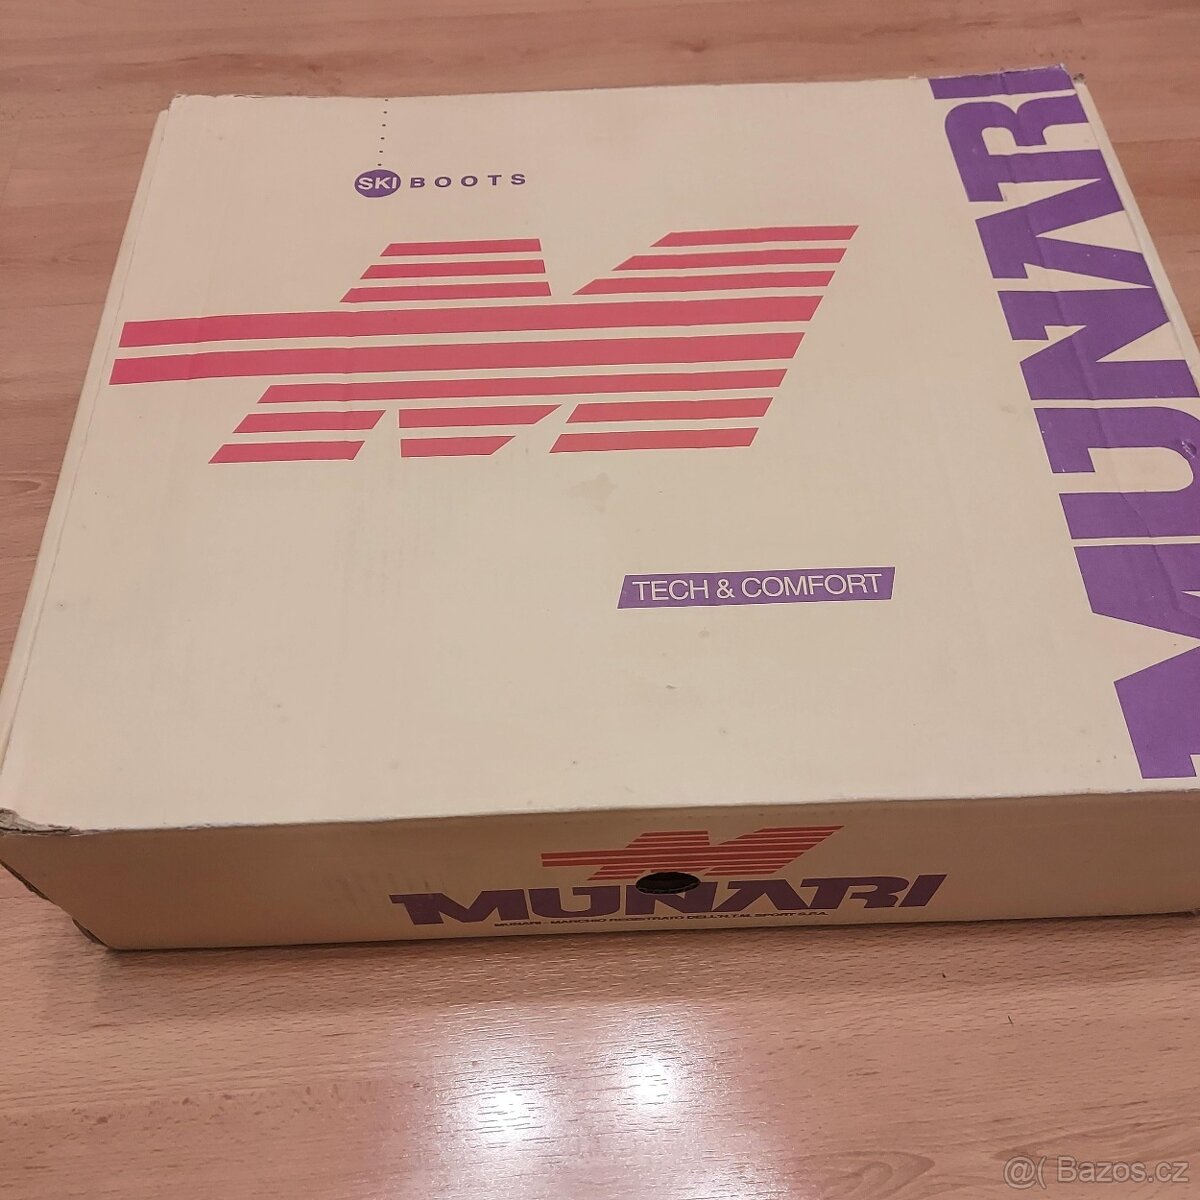 SKI BOOTS
MUNARI
TECH & COMFORT
MUNARI
MUNARI - MARCHIO REGISTRATO DELL'H.T.M. SPORT S.P.A.
@( Bazos.cz